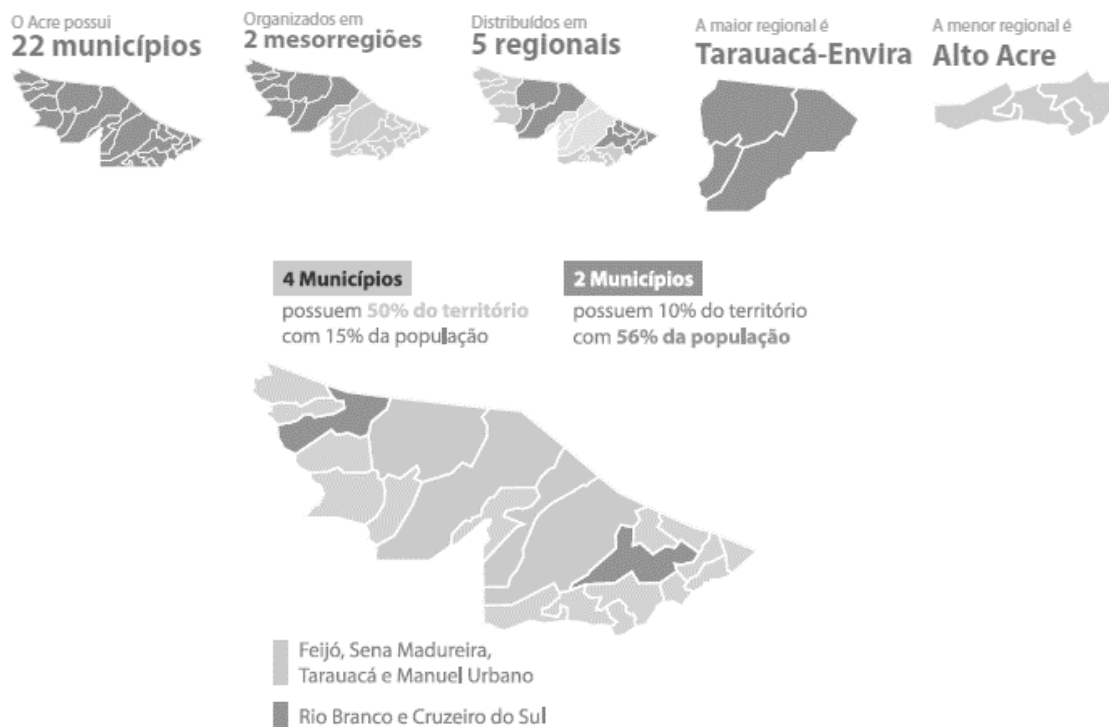 O Acre possui
22 municípios
Organizados em
2 mesorregiões
Distribuídos em
5 regionais
A maior regional é
Tarauacá-Envira
A menor regional é
Alto Acre
4 Municípios
possuem 50% do território
com 15% da população
2 Municípios
possuem 10% do território
com 56% da população
Feijó, Sena Madureira,
Tarauacá e Manuel Urbano
Rio Branco e Cruzeiro do Sul